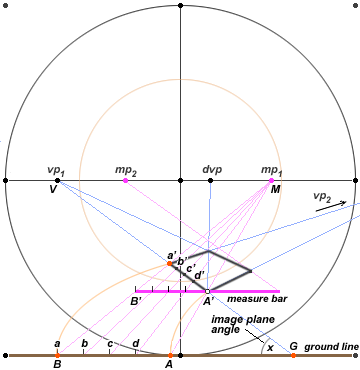 vp1 mp2 dvp mp1
V M
vp2
a' b' c' d'
B' A' measure bar
image plane
angle
a b c d x G ground line
B A